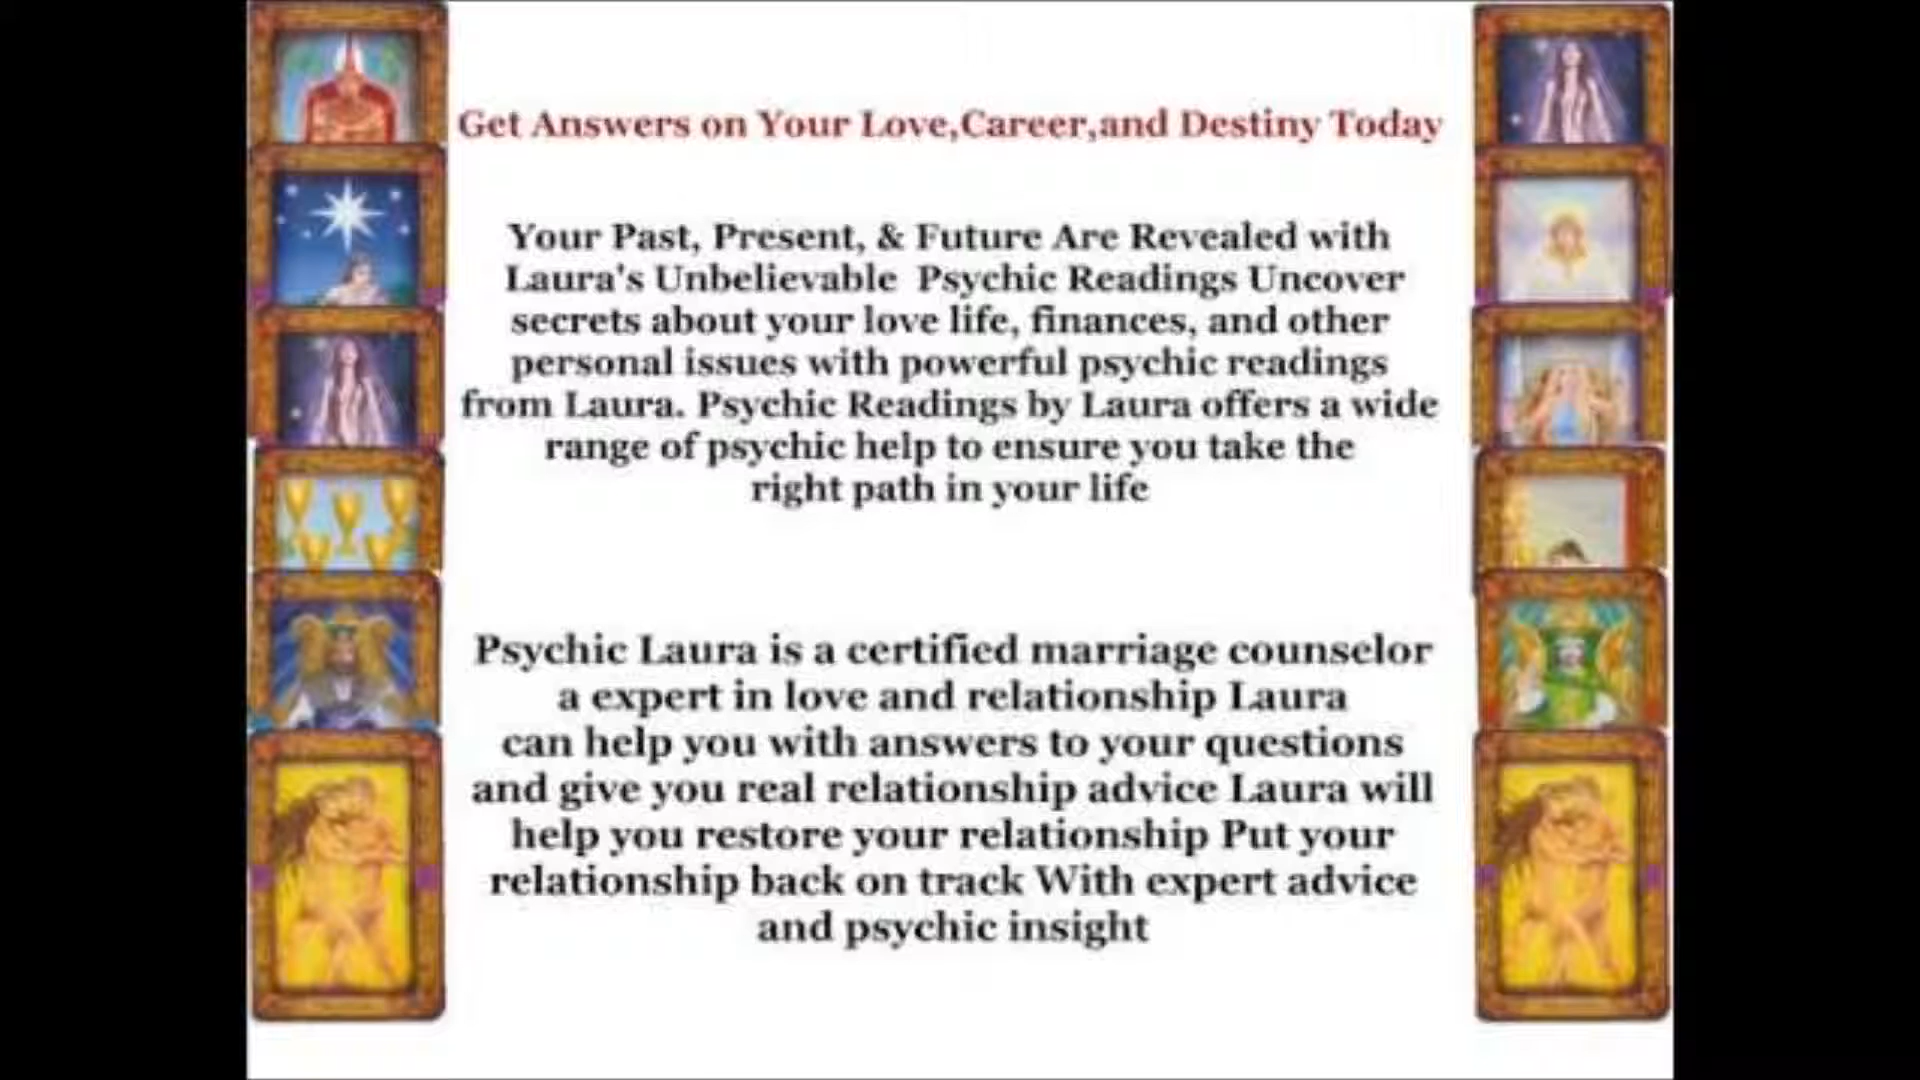 Get Answers on Your Love,Career,and Destiny Today
Your Past, Present, & Future Are Revealed with
Laura's Unbelievable Psychic Readings Uncover
secrets about your love life, finances, and other
personal issues with powerful psychic readings
from Laura. Psychic Readings by Laura offers a wide
range of psychic help to ensure you take the
right path in your life
Psychic Laura is a certified marriage counselor
a expert in love and relationship Laura
can help you with answers to your questions
and give you real relationship advice Laura will
help you restore your relationship Put your
relationship back on track With expert advice
and psychic insight